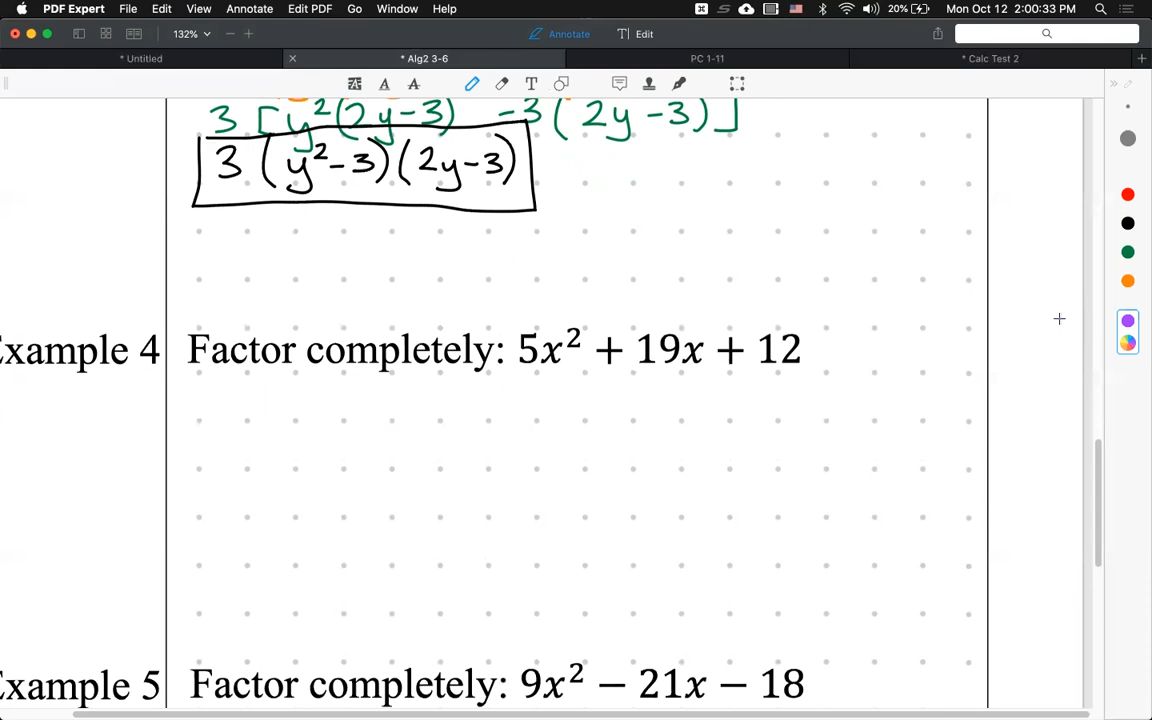 PDF Expert File Edit View Annotate Edit PDF Go Window Help 20% Mon Oct 12 2:00:33 PM
132% Annotate Edit
* Untitled * Alg2 3-6 PC 1-11 * Calc Test 2
3 [y²(2y-3) -3(2y-3)]
3 (y²-3)(2y-3)
Example 4 Factor completely: 5x² + 19x + 12
Example 5 Factor completely: 9x² − 21x − 18